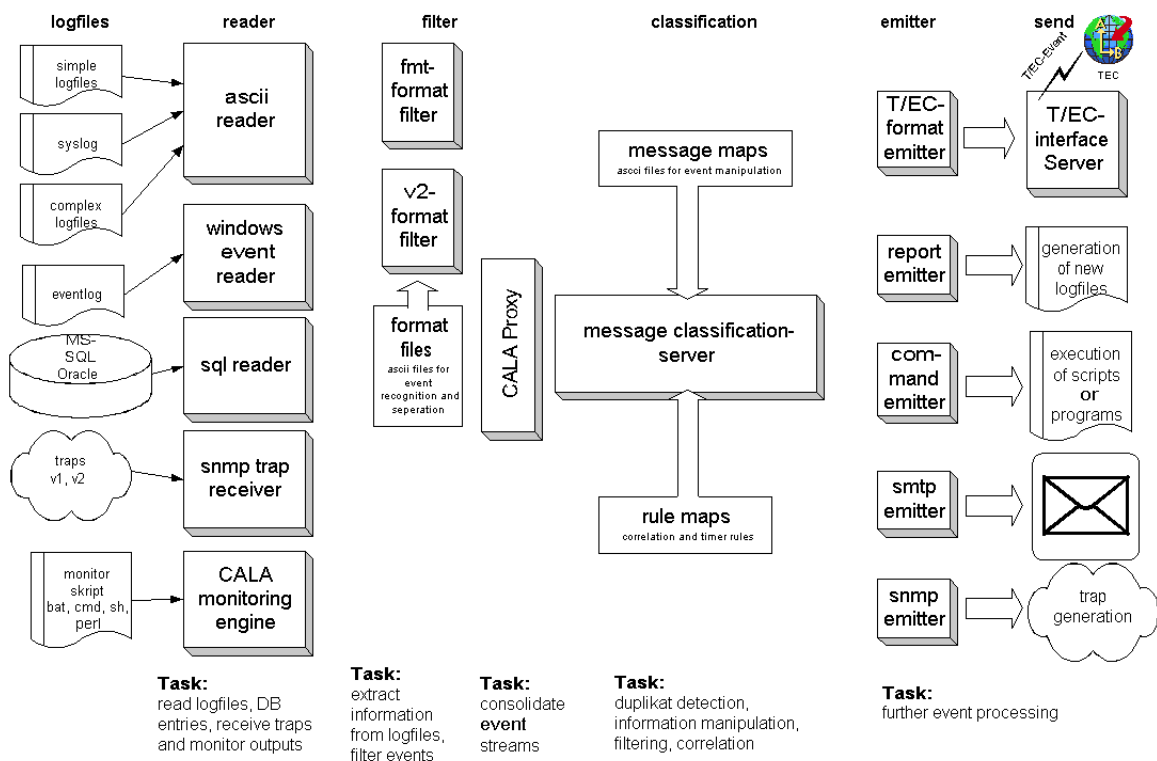 logfiles
reader
filter
classification
emitter
send
simple
logfiles
syslog
complex
logfiles
eventlog
MS-
SQL
Oracle
traps
v1, v2
monitor
skript
bat, cmd, sh,
perl
ascii
reader
windows
event
reader
sql reader
snmp trap
receiver
CALA
monitoring
engine
fmt-
format
filter
v2-
format
filter
format
files
ascii files for
event
recognition and
seperation
CALA Proxy
message maps
ascii files for event manipulation
message classification-
server
rule maps
correlation and timer rules
T/EC-
format
emitter
report
emitter
com-
mand
emitter
smtp
emitter
snmp
emitter
T/EC-Event
A
B
TEC
T/EC-
interface
Server
generation
of new
logfiles
execution
of scripts
or
programs
trap
generation
Task:
read logfiles, DB
entries, receive traps
and monitor outputs
Task:
extract
information
from logfiles,
filter events
Task:
consolidate
event
streams
Task:
duplikat detection,
information manipulation,
filtering, correlation
Task:
further event processing